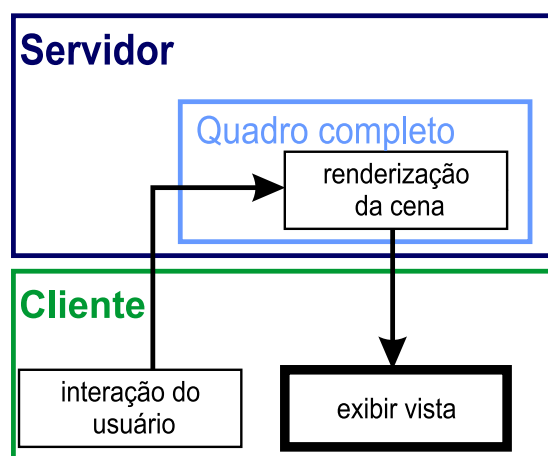 Servidor
Quadro completo
renderização
da cena
Cliente
interação do
usuário
exibir vista